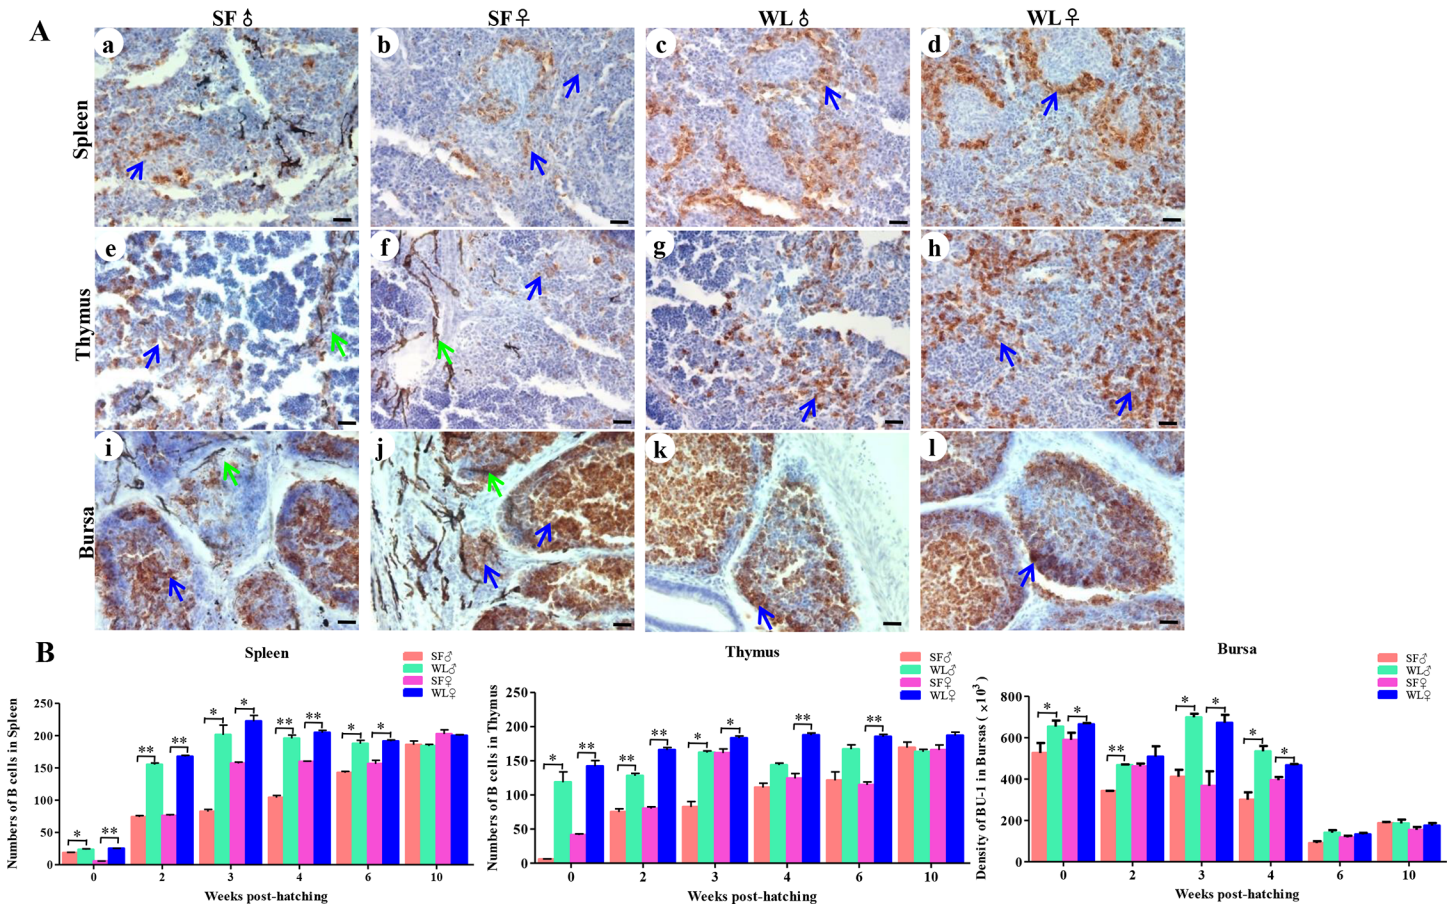 A
SF♂ SF♀ WL♂ WL♀
Spleen
a b c d
Thymus
e f g h
Bursa
i j k l
B
Spleen
SF♂
WL♂
SF♀
WL♀
Numbers of B cells in Spleen
250
200
150
100
50
0
* ** ** ** * * ** ** * *
0 2 3 4 6 10
Weeks post-hatching
Thymus
SF♂
WL♂
SF♀
WL♀
Numbers of B cells in Thymus
250
200
150
100
50
0
* ** ** ** * * ** **
0 2 3 4 6 10
Weeks post-hatching
Bursa
SF♂
WL♂
SF♀
WL♀
Density of BU-1 in Bursas (×10³)
800
600
400
200
0
* * ** * * * *
0 2 3 4 6 10
Weeks post-hatching